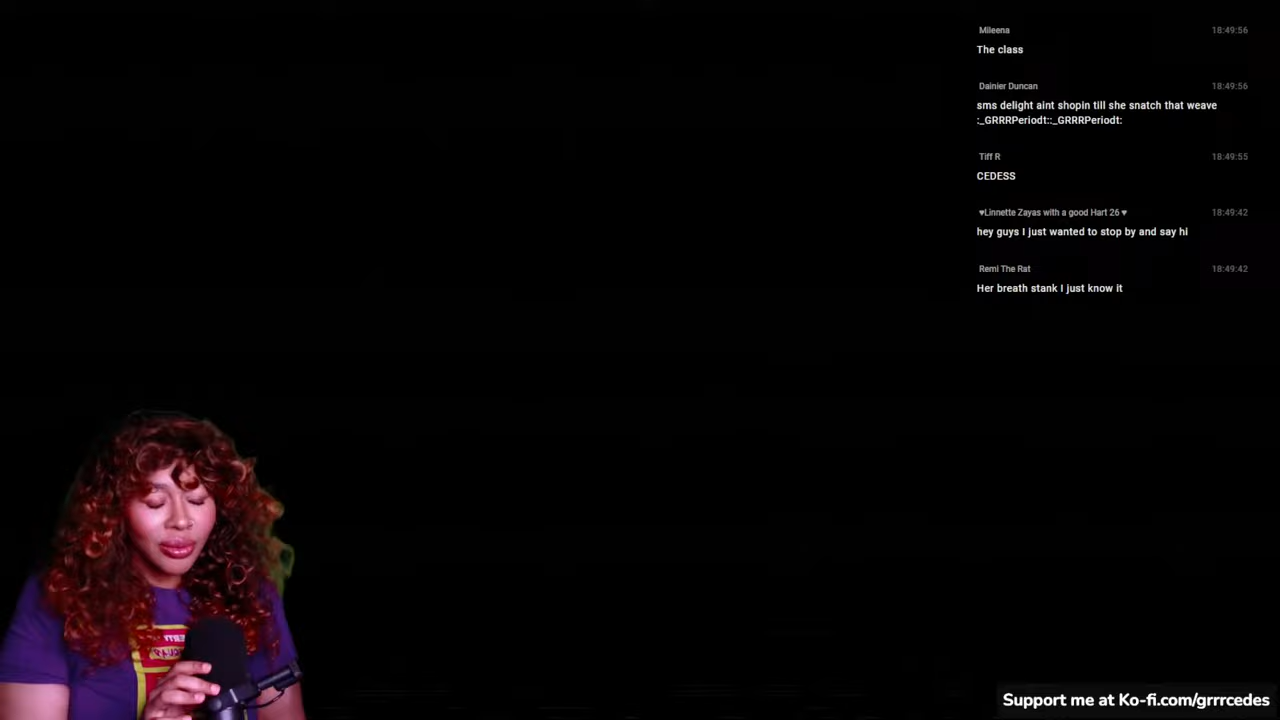 Mileena 18:49:56
The class
Dainier Duncan 18:49:56
sms delight aint shopin till she snatch that weave
:_GRRRPeriodt::_GRRRPeriodt:
Tiff R 18:49:55
CEDESS
♥Linnette Zayas with a good Hart 26♥ 18:49:42
hey guys I just wanted to stop by and say hi
Remi The Rat 18:49:42
Her breath stank I just know it
Support me at Ko-fi.com/grrrcedes